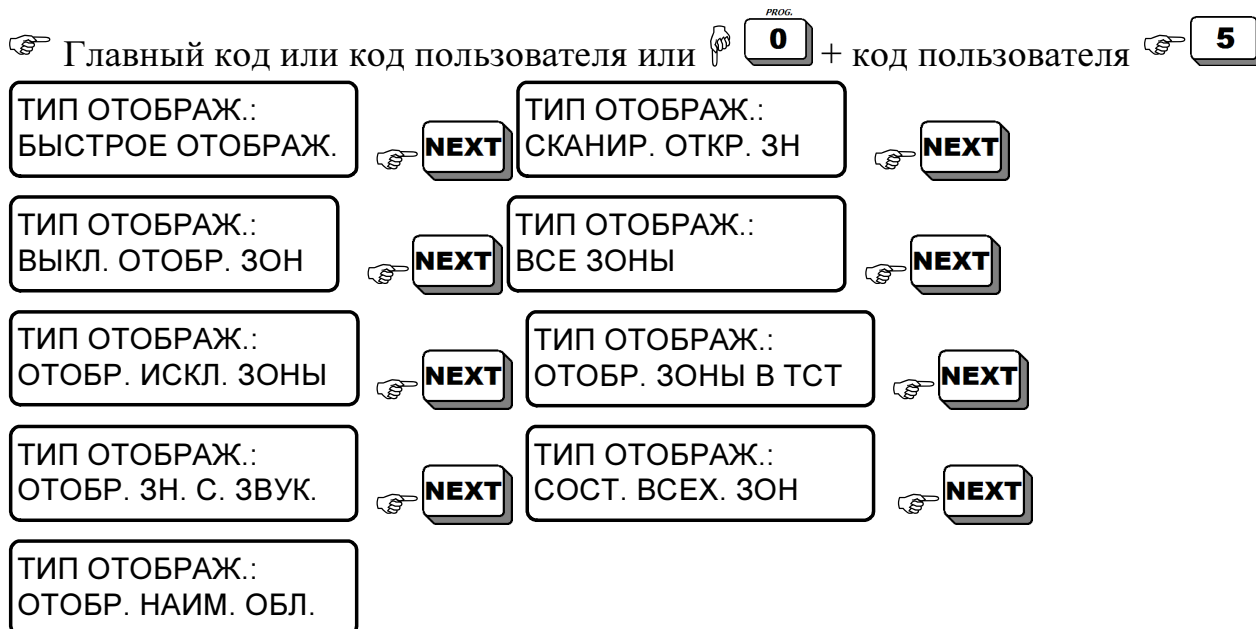 PROG.
☞ Главный код или код пользователя или 0 + код пользователя ☞ 5
ТИП ОТОБРАЖ.:
БЫСТРОЕ ОТОБРАЖ.
NEXT
ТИП ОТОБРАЖ.:
СКАНИР. ОТКР. ЗН
NEXT
ТИП ОТОБРАЖ.:
ВЫКЛ. ОТОБР. ЗОН
NEXT
ТИП ОТОБРАЖ.:
ВСЕ ЗОНЫ
NEXT
ТИП ОТОБРАЖ.:
ОТОБР. ИСКЛ. ЗОНЫ
NEXT
ТИП ОТОБРАЖ.:
ОТОБР. ЗОНЫ В ТСТ
NEXT
ТИП ОТОБРАЖ.:
ОТОБР. ЗН. С. ЗВУК.
NEXT
ТИП ОТОБРАЖ.:
СОСТ. ВСЕХ. ЗОН
NEXT
ТИП ОТОБРАЖ.:
ОТОБР. НАИМ. ОБЛ.